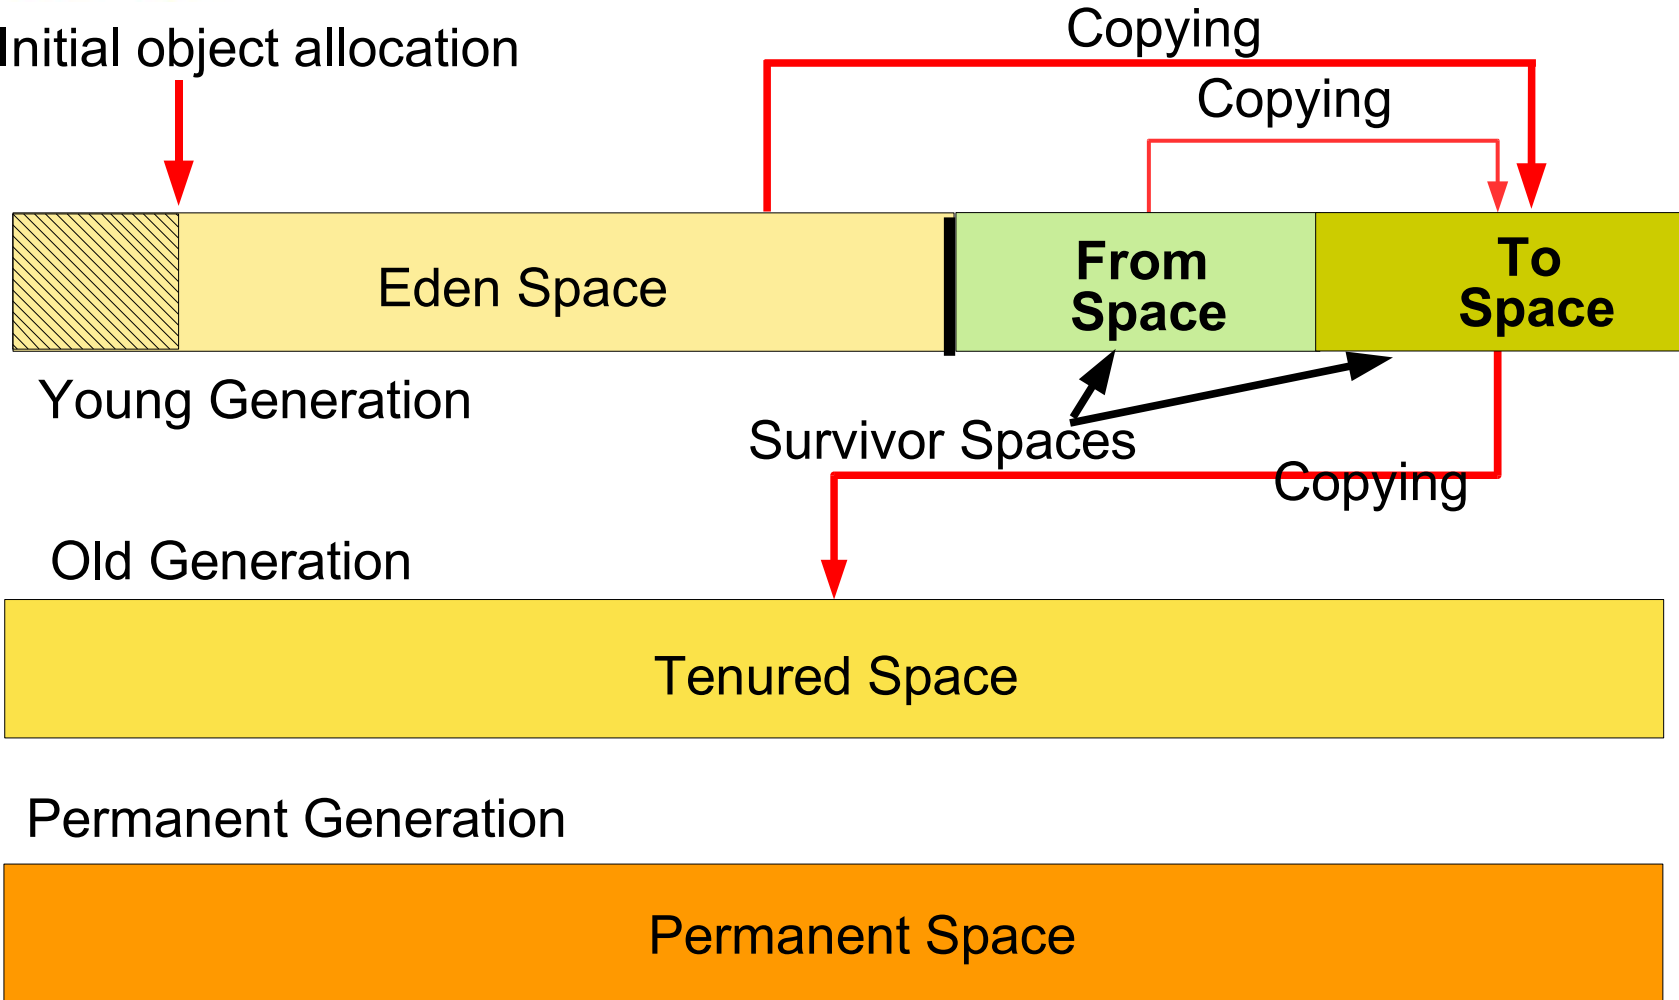 Copying
Initial object allocation
Copying
Eden Space
From
Space
To
Space
Young Generation
Survivor Spaces
Copying
Old Generation
Tenured Space
Permanent Generation
Permanent Space